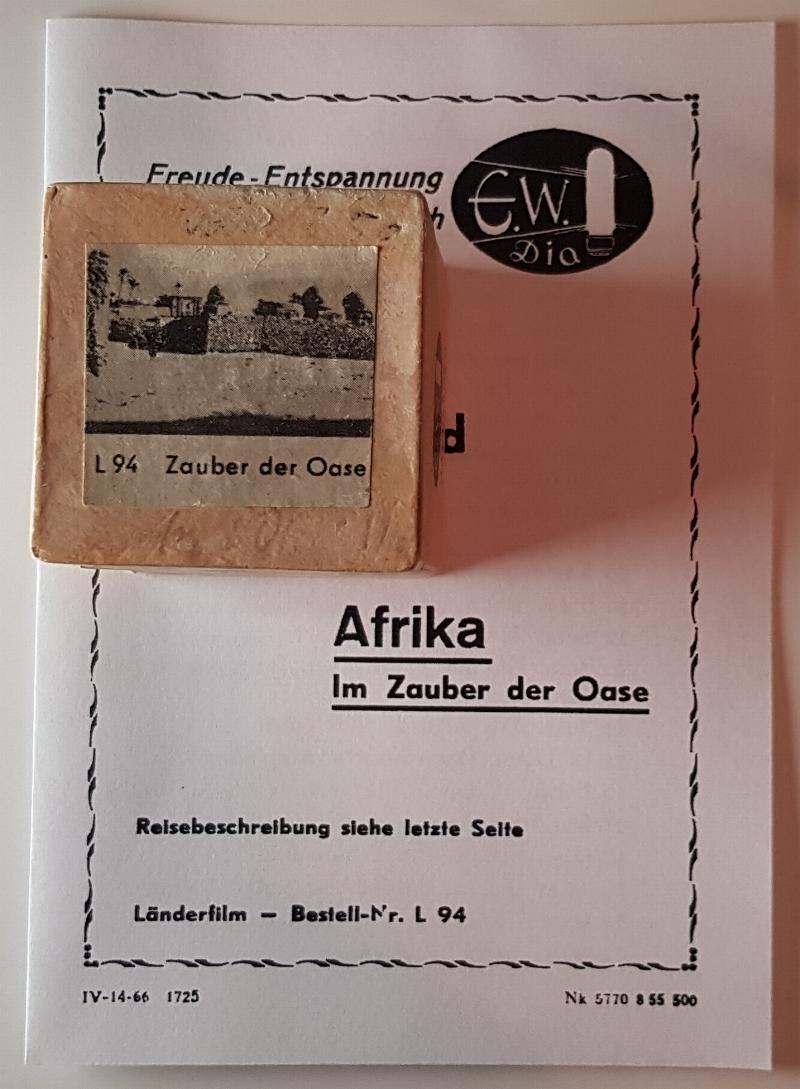 Freude - Entspannung
h
E.W.
Dia
L 94 Zauber der Oase
d
Afrika
Im Zauber der Oase
Reisebeschreibung siehe letzte Seite
Länderfilm — Bestell-Nr. L 94
IV-14-66 1725
Nk 5770 8 55 500